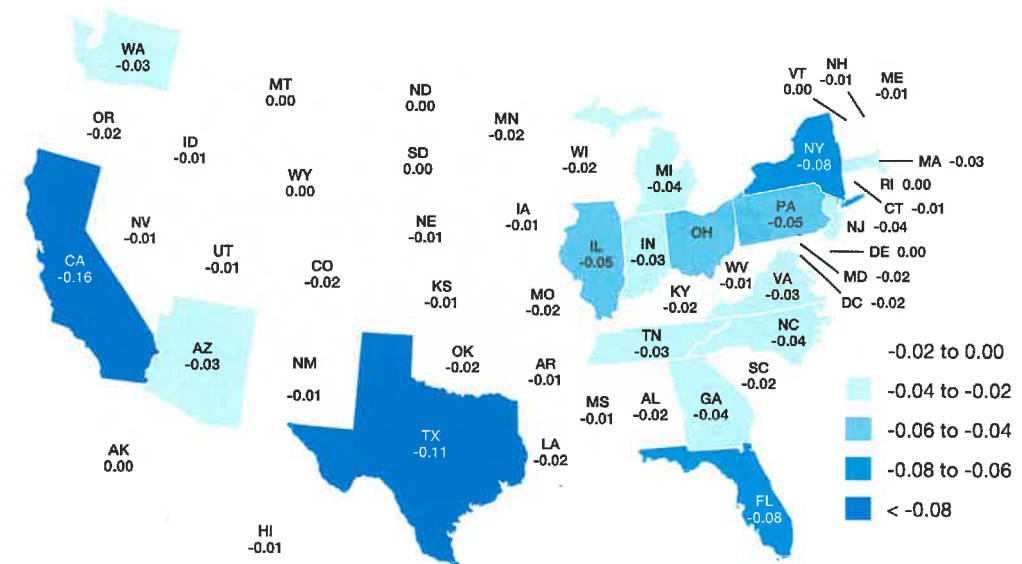 WA
-0.03
MT
0.00
ND
0.00
MN
-0.02
VT
0.00
NH
-0.01
ME
-0.01
OR
-0.02
ID
-0.01
WY
0.00
SD
0.00
WI
-0.02
MI
-0.04
NY
-0.08
MA -0.03
RI 0.00
CT -0.01
NJ -0.04
DE 0.00
MD -0.02
DC -0.02
CA
-0.16
NV
-0.01
UT
-0.01
CO
-0.02
NE
-0.01
KS
-0.01
IA
-0.01
MO
-0.02
IL
-0.05
IN
-0.03
OH
PA
-0.05
WV
-0.01
VA
-0.03
KY
-0.02
AZ
-0.03
NM
-0.01
OK
-0.02
AR
-0.01
TN
-0.03
NC
-0.04
SC
-0.02
MS
-0.01
AL
-0.02
GA
-0.04
TX
-0.11
LA
-0.02
FL
-0.08
AK
0.00
HI
-0.01
-0.02 to 0.00
-0.04 to -0.02
-0.06 to -0.04
-0.08 to -0.06
< -0.08